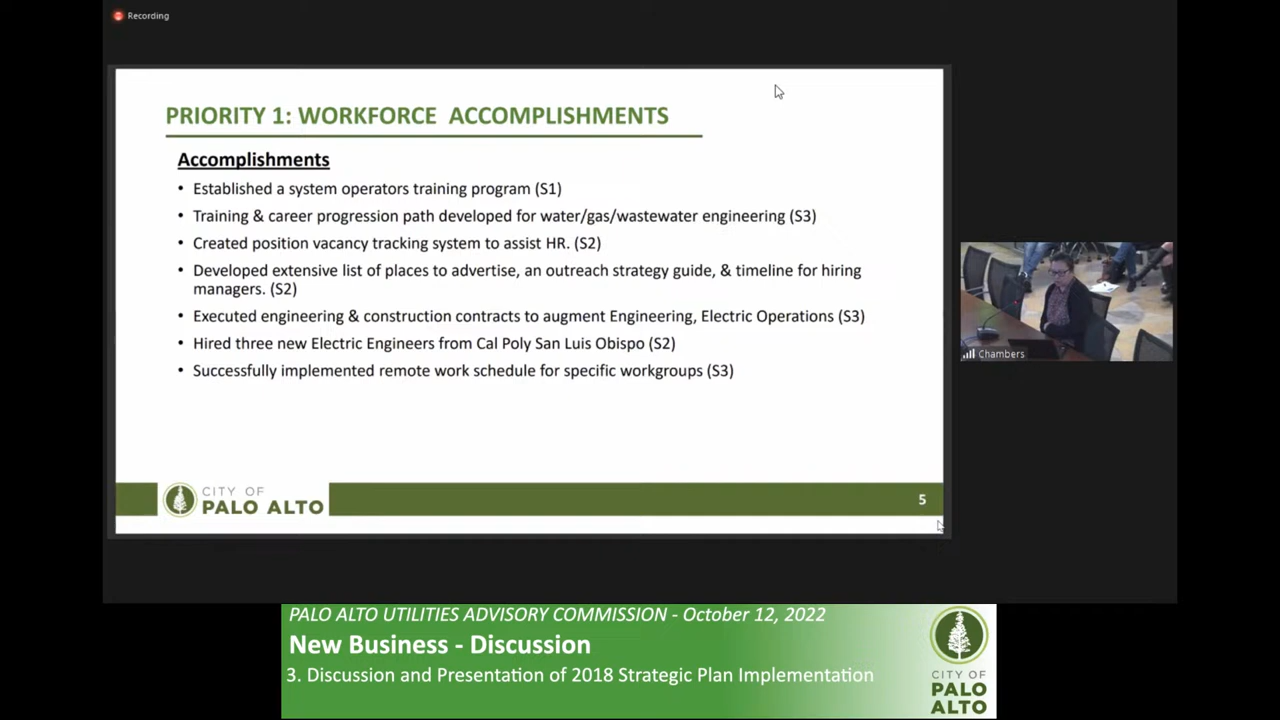 Recording
PRIORITY 1: WORKFORCE ACCOMPLISHMENTS
Accomplishments
• Established a system operators training program (S1)
• Training & career progression path developed for water/gas/wastewater engineering (S3)
• Created position vacancy tracking system to assist HR. (S2)
• Developed extensive list of places to advertise, an outreach strategy guide, & timeline for hiring
managers. (S2)
• Executed engineering & construction contracts to augment Engineering, Electric Operations (S3)
• Hired three new Electric Engineers from Cal Poly San Luis Obispo (S2)
• Successfully implemented remote work schedule for specific workgroups (S3)
CITY OF
PALO ALTO
5
Chambers
PALO ALTO UTILITIES ADVISORY COMMISSION - October 12, 2022
New Business - Discussion
3. Discussion and Presentation of 2018 Strategic Plan Implementation
CITY OF
PALO
ALTO